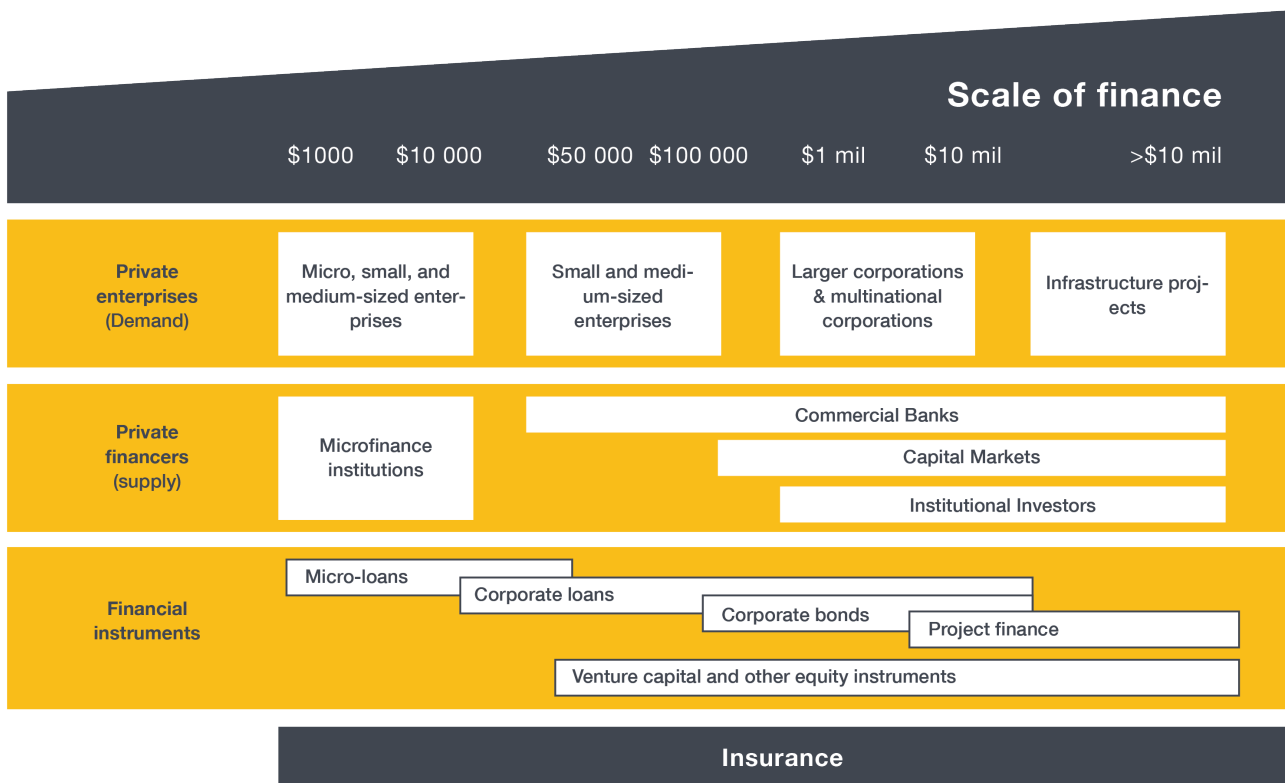 Scale of finance
$1000 $10 000 $50 000 $100 000 $1 mil $10 mil >$10 mil
Private
enterprises
(Demand)
Micro, small, and
medium-sized enter-
prises
Small and medi-
um-sized
enterprises
Larger corporations
& multinational
corporations
Infrastructure proj-
ects
Private
financers
(supply)
Microfinance
institutions
Commercial Banks
Capital Markets
Institutional Investors
Financial
instruments
Micro-loans
Corporate loans
Corporate bonds
Project finance
Venture capital and other equity instruments
Insurance